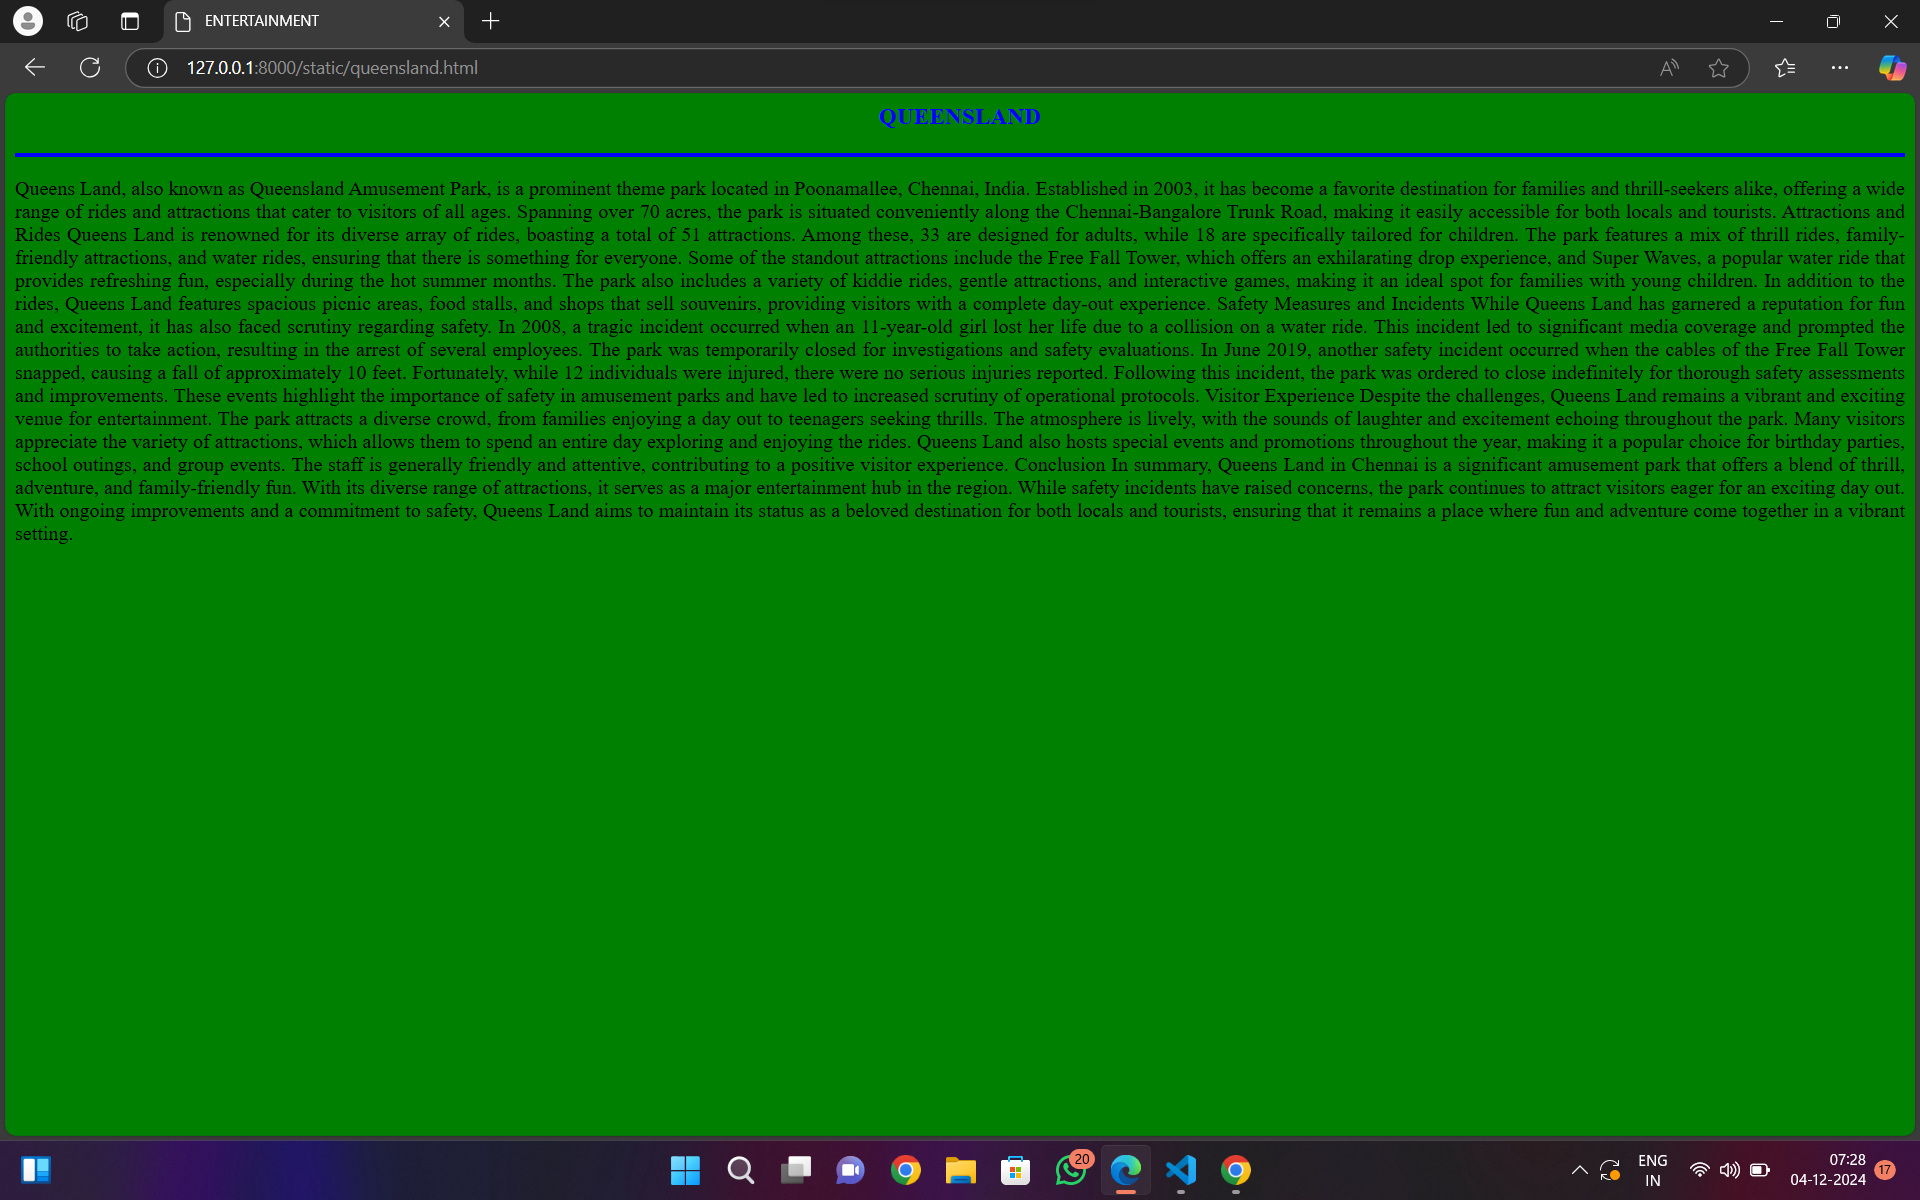 ENTERTAINMENT
127.0.0.1:8000/static/queensland.html
QUEENSLAND
Queens Land, also known as Queensland Amusement Park, is a prominent theme park located in Poonamallee, Chennai, India. Established in 2003, it has become a favorite destination for families and thrill-seekers alike, offering a wide
range of rides and attractions that cater to visitors of all ages. Spanning over 70 acres, the park is situated conveniently along the Chennai-Bangalore Trunk Road, making it easily accessible for both locals and tourists. Attractions and
Rides Queens Land is renowned for its diverse array of rides, boasting a total of 51 attractions. Among these, 33 are designed for adults, while 18 are specifically tailored for children. The park features a mix of thrill rides, family-
friendly attractions, and water rides, ensuring that there is something for everyone. Some of the standout attractions include the Free Fall Tower, which offers an exhilarating drop experience, and Super Waves, a popular water ride that
provides refreshing fun, especially during the hot summer months. The park also includes a variety of kiddie rides, gentle attractions, and interactive games, making it an ideal spot for families with young children. In addition to the
rides, Queens Land features spacious picnic areas, food stalls, and shops that sell souvenirs, providing visitors with a complete day-out experience. Safety Measures and Incidents While Queens Land has garnered a reputation for fun
and excitement, it has also faced scrutiny regarding safety. In 2008, a tragic incident occurred when an 11-year-old girl lost her life due to a collision on a water ride. This incident led to significant media coverage and prompted the
authorities to take action, resulting in the arrest of several employees. The park was temporarily closed for investigations and safety evaluations. In June 2019, another safety incident occurred when the cables of the Free Fall Tower
snapped, causing a fall of approximately 10 feet. Fortunately, while 12 individuals were injured, there were no serious injuries reported. Following this incident, the park was ordered to close indefinitely for thorough safety assessments
and improvements. These events highlight the importance of safety in amusement parks and have led to increased scrutiny of operational protocols. Visitor Experience Despite the challenges, Queens Land remains a vibrant and exciting
venue for entertainment. The park attracts a diverse crowd, from families enjoying a day out to teenagers seeking thrills. The atmosphere is lively, with the sounds of laughter and excitement echoing throughout the park. Many visitors
appreciate the variety of attractions, which allows them to spend an entire day exploring and enjoying the rides. Queens Land also hosts special events and promotions throughout the year, making it a popular choice for birthday parties,
school outings, and group events. The staff is generally friendly and attentive, contributing to a positive visitor experience. Conclusion In summary, Queens Land in Chennai is a significant amusement park that offers a blend of thrill,
adventure, and family-friendly fun. With its diverse range of attractions, it serves as a major entertainment hub in the region. While safety incidents have raised concerns, the park continues to attract visitors eager for an exciting day out.
With ongoing improvements and a commitment to safety, Queens Land aims to maintain its status as a beloved destination for both locals and tourists, ensuring that it remains a place where fun and adventure come together in a vibrant
setting.
20
ENG
IN
07:28
04-12-2024
17